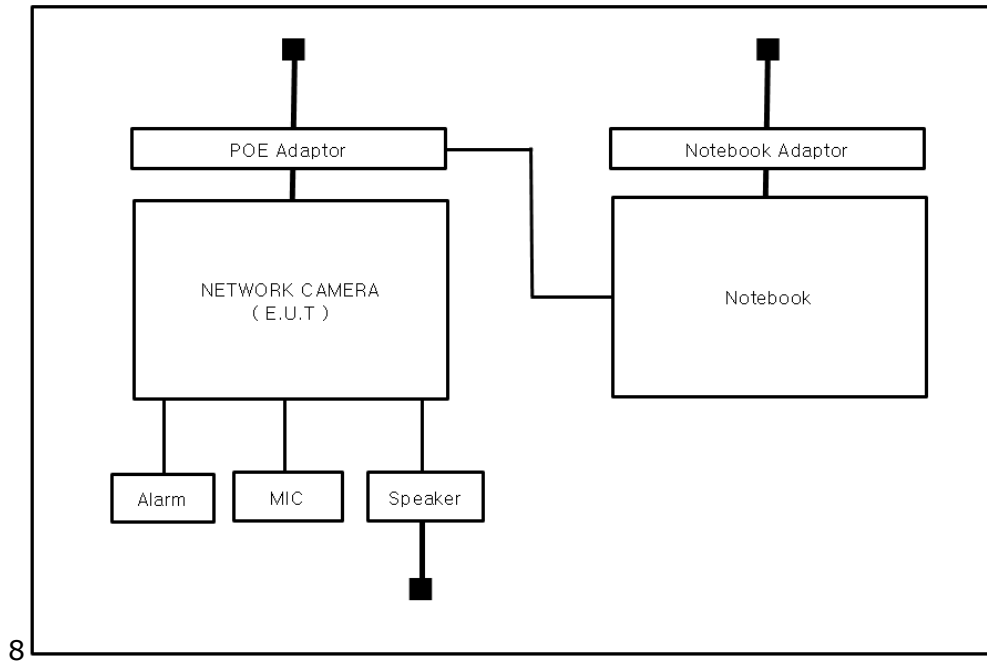 POE Adaptor
Notebook Adaptor
NETWORK CAMERA
( E.U.T )
Notebook
Alarm
MIC
Speaker
8